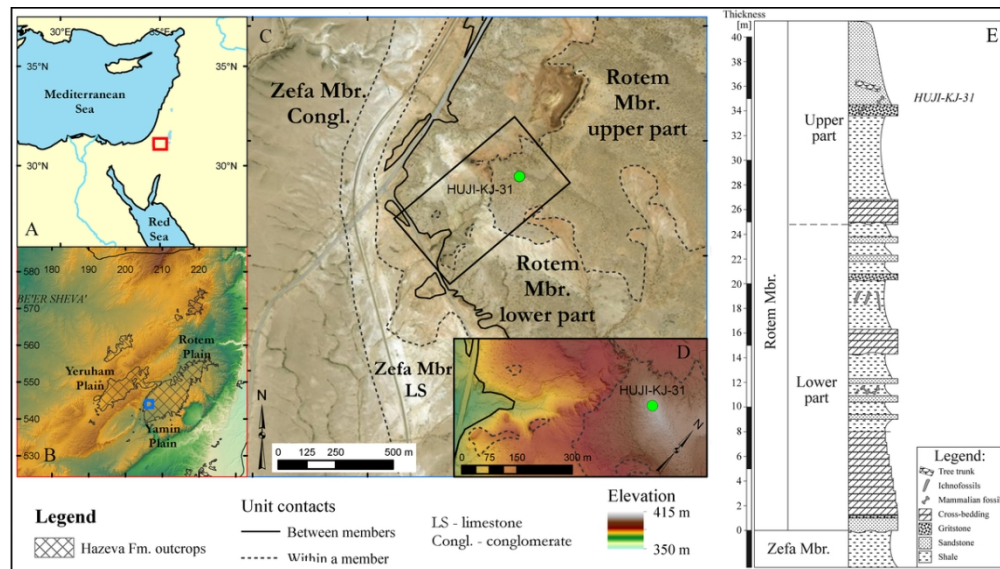 30°E
35°E
35°N
35°N
Mediterranean
Sea
30°N
30°N
Red
Sea
A
200
210
220
580
570
560
550
540
530
BE'ER SHEVA'
Rotem
Plain
Yeruham
Plain
Yamin
Plain
B
C
Zefa Mbr.
Congl.
Rotem
Mbr.
upper part
HUJI-KJ-31
Rotem
Mbr.
lower part
Zefa Mbr
LS
N
0 125 250 500 m
D
HUJI-KJ-31
0 75 150 300 m
N
Thickness
[m]
E
40
38
36
34
32
30
28
26
24
22
20
18
16
14
12
10
8
6
4
2
0
Rotem Mbr.
Upper
part
Lower
part
Zefa Mbr.
HUJI-KJ-31
Legend:
Tree trunk
Ichnofossils
Mammalian fossil
Cross-bedding
Gritstone
Sandstone
Shale
Legend
Hazeva Fm. outcrops
Unit contacts
Between members
Within a member
LS - limestone
Congl. - conglomerate
Elevation
415 m
350 m